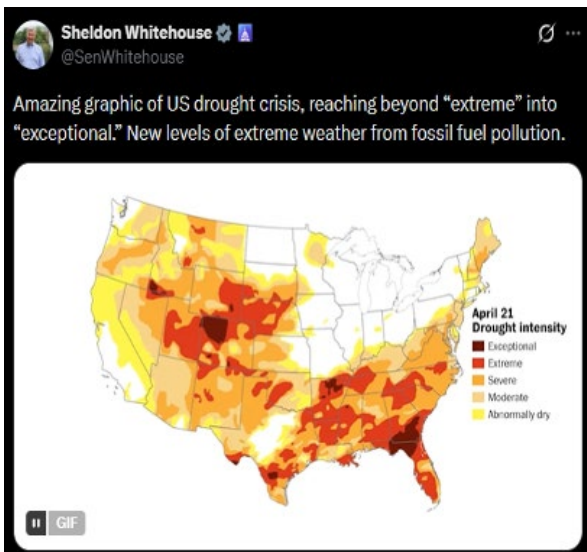 Sheldon Whitehouse
@SenWhitehouse
Amazing graphic of US drought crisis, reaching beyond “extreme” into
“exceptional.” New levels of extreme weather from fossil fuel pollution.
April 21
Drought intensity
Exceptional
Extreme
Severe
Moderate
Abnormally dry
GIF